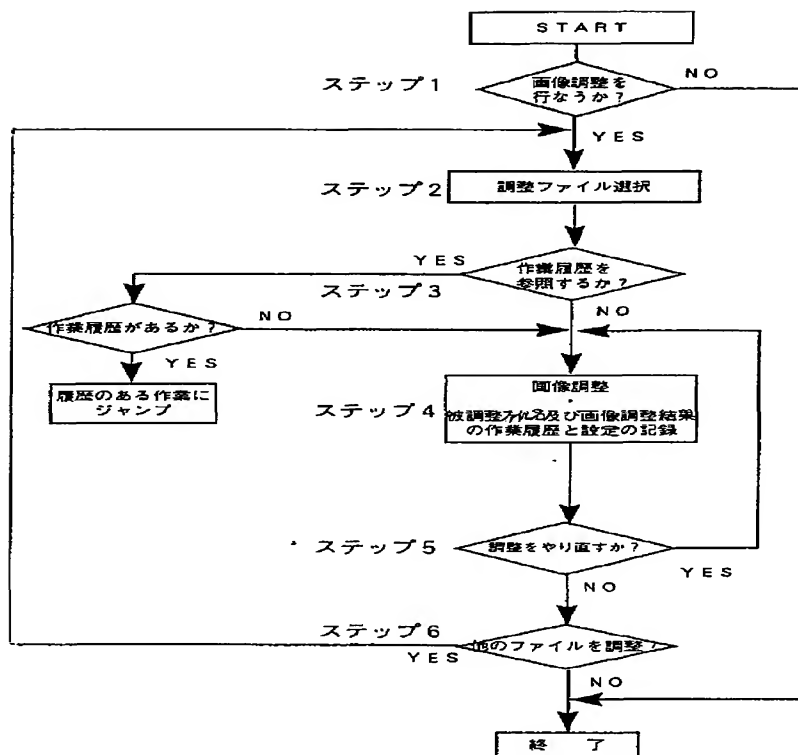 START
ステップ1
画像調整を
行なうか?
NO
YES
ステップ2
調整ファイル選択
YES
ステップ3
作業履歴を
参照するか?
作業履歴があるか?
NO
NO
YES
履歴のある作業に
ジャンプ
ステップ4
画像調整
・
被調整ファイル名及び画像調整結果
の作業履歴と設定の記録
ステップ5
調整をやり直すか?
YES
NO
ステップ6
YES
他のファイルを調整?
NO
終 了